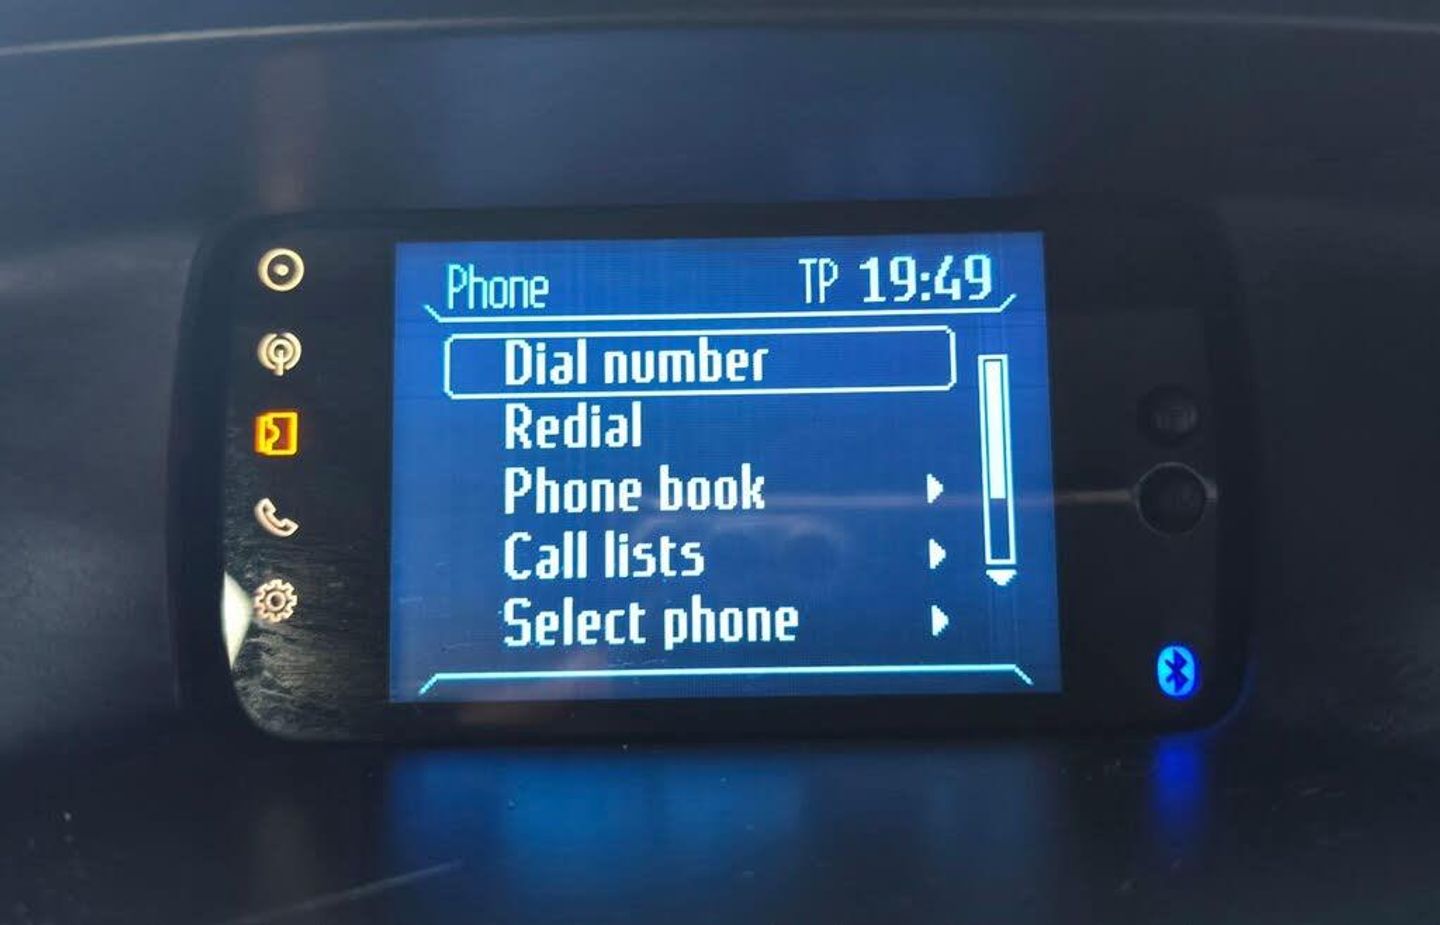 Phone TP 19:49
Dial number
Redial
Phone book
Call lists
Select phone